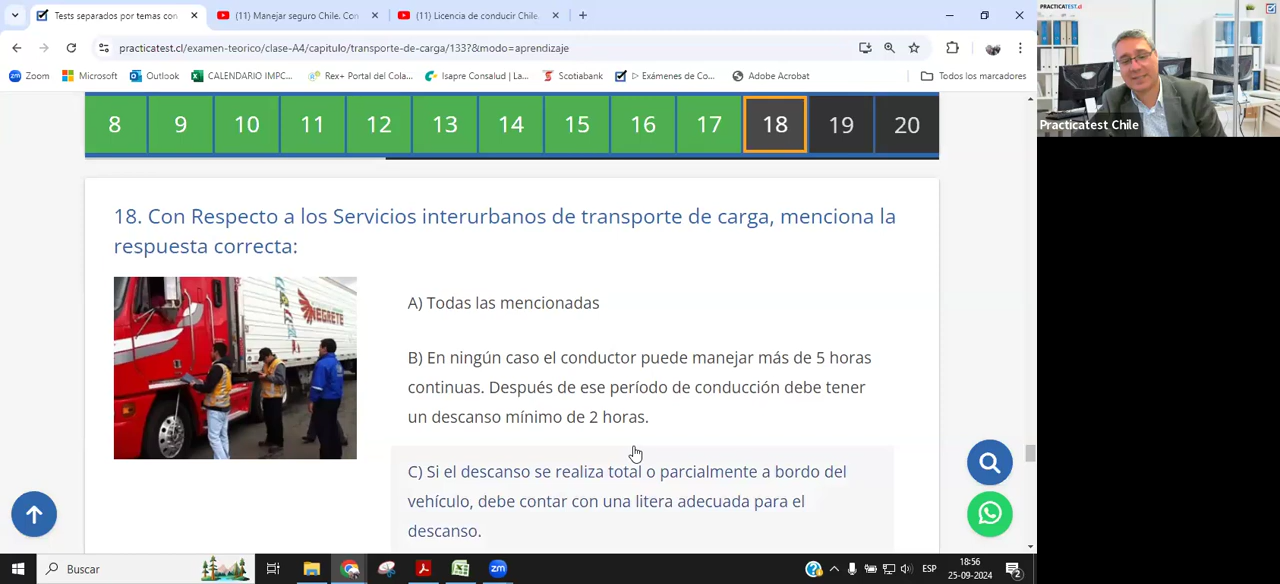 Tests separados por temas con
(11) Manejar seguro Chile: con
(11) Licencia de conducir Chile:
practicatest.cl/examen-teorico/clase-A4/capitulo/transporte-de-carga/133?&modo=aprendizaje
Zoom
Microsoft
Outlook
CALENDARIO IMPC...
Rex+ Portal del Cola...
Isapre Consalud | La...
Scotiabank
▷ Exámenes de Co...
Adobe Acrobat
Todos los marcadores
PRACTICATEST.cl
Practicatest Chile
8 9 10 11 12 13 14 15 16 17 18 19 20
18. Con Respecto a los Servicios interurbanos de transporte de carga, menciona la
respuesta correcta:
A) Todas las mencionadas
B) En ningún caso el conductor puede manejar más de 5 horas
continuas. Después de ese período de conducción debe tener
un descanso mínimo de 2 horas.
C) Si el descanso se realiza total o parcialmente a bordo del
vehículo, debe contar con una litera adecuada para el
descanso.
NEGRETE
Buscar
zm
ESP
18:56
25-09-2024
2